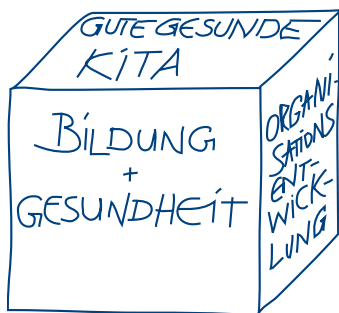 GUTE GESUNDE
KITA
BILDUNG
+
GESUNDHEIT
ORGANI-
SATIONS
ENT-
WICK-
LUNG